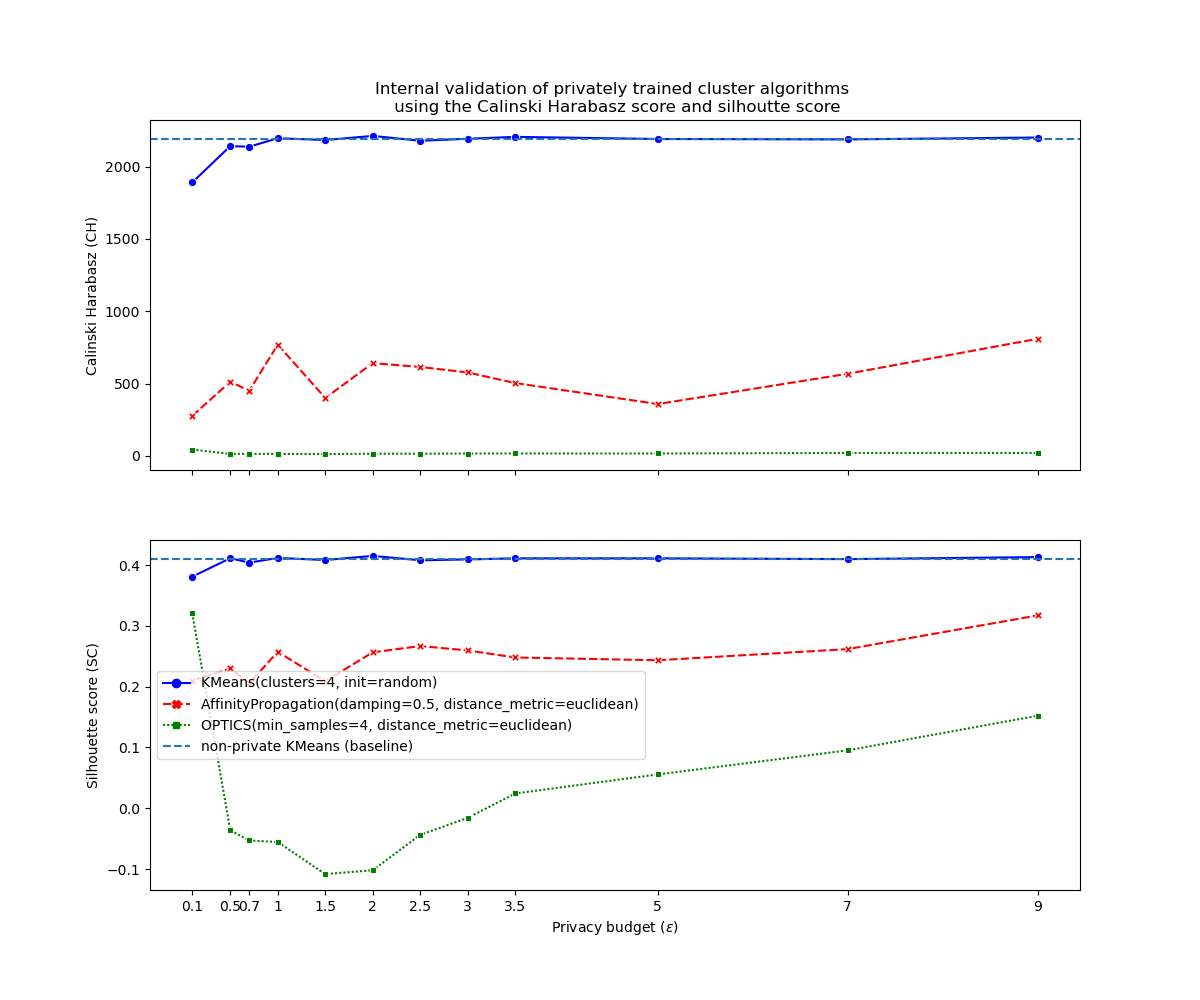 Internal validation of privately trained cluster algorithms
using the Calinski Harabasz score and silhoutte score
Calinski Harabasz (CH)
2000
1500
1000
500
0
Silhouette score (SC)
0.4
0.3
0.2
0.1
0.0
−0.1
KMeans(clusters=4, init=random)
AffinityPropagation(damping=0.5, distance_metric=euclidean)
OPTICS(min_samples=4, distance_metric=euclidean)
non-private KMeans (baseline)
0.1 0.5 0.7 1 1.5 2 2.5 3 3.5 5 7 9
Privacy budget (ε)